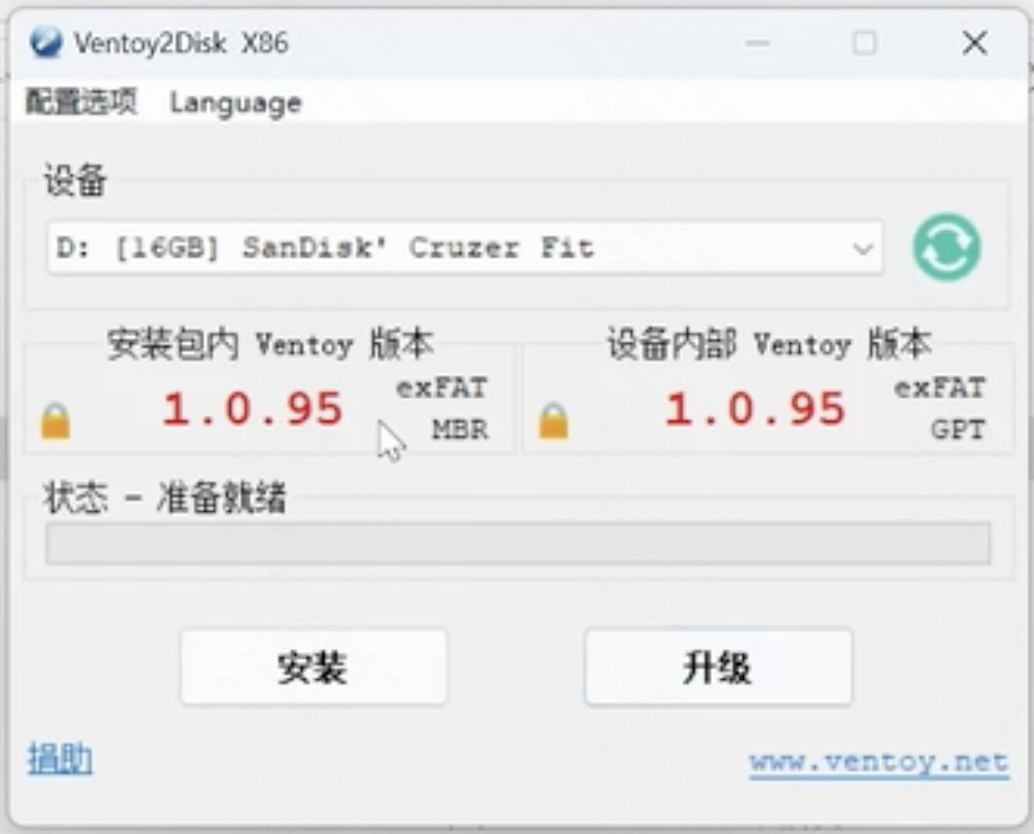 Ventoy2Disk X86
配置选项 Language
设备
D: [16GB] SanDisk' Cruzer Fit
安装包内 Ventoy 版本
1.0.95
exFAT
MBR
设备内部 Ventoy 版本
1.0.95
exFAT
GPT
状态 - 准备就绪
安装
升级
捐助
www.ventoy.net